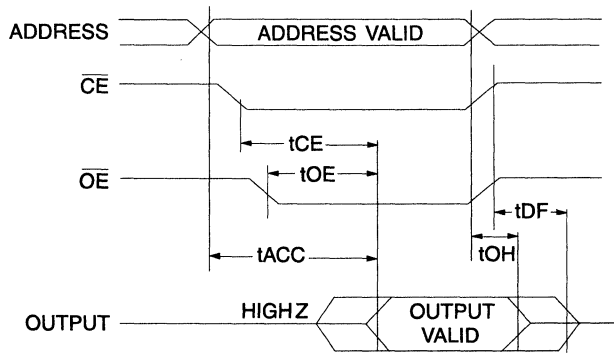 ADDRESS
ADDRESS VALID
CE
tCE
tOE
OE
tDF
tACC
tOH
HIGH Z
OUTPUT
OUTPUT
VALID